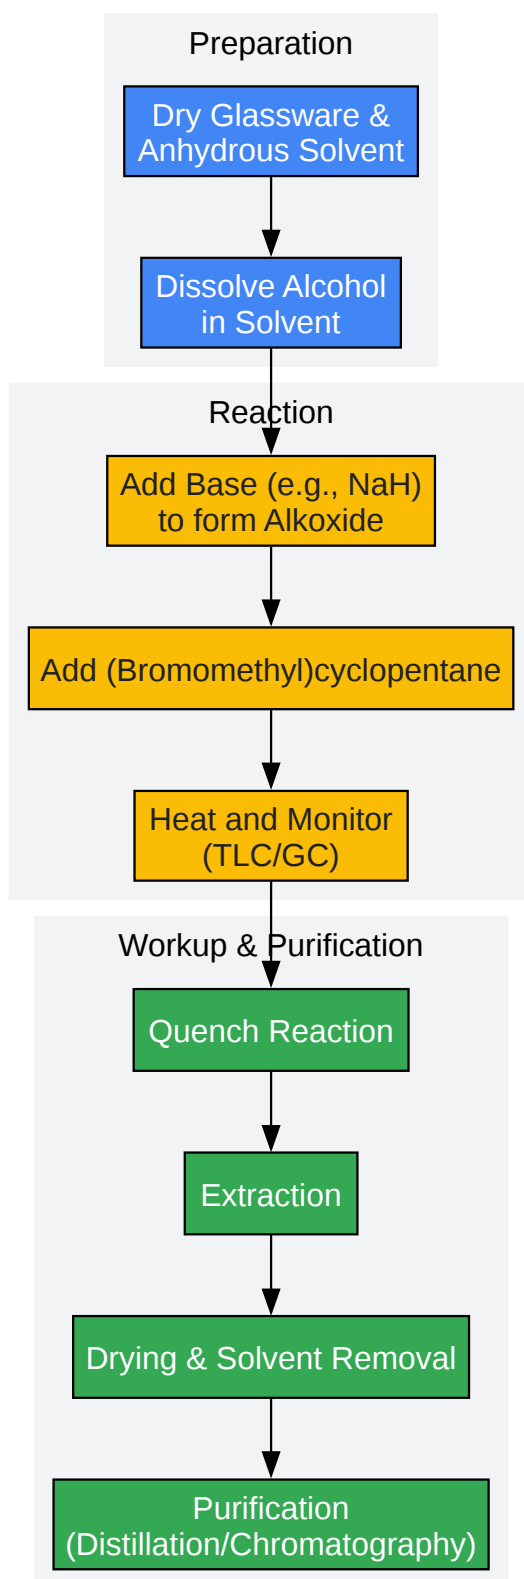 Preparation
Dry Glassware &
Anhydrous Solvent
Dissolve Alcohol
in Solvent
Reaction
Add Base (e.g., NaH)
to form Alkoxide
Add (Bromomethyl)cyclopentane
Heat and Monitor
(TLC/GC)
Workup & Purification
Quench Reaction
Extraction
Drying & Solvent Removal
Purification
(Distillation/Chromatography)